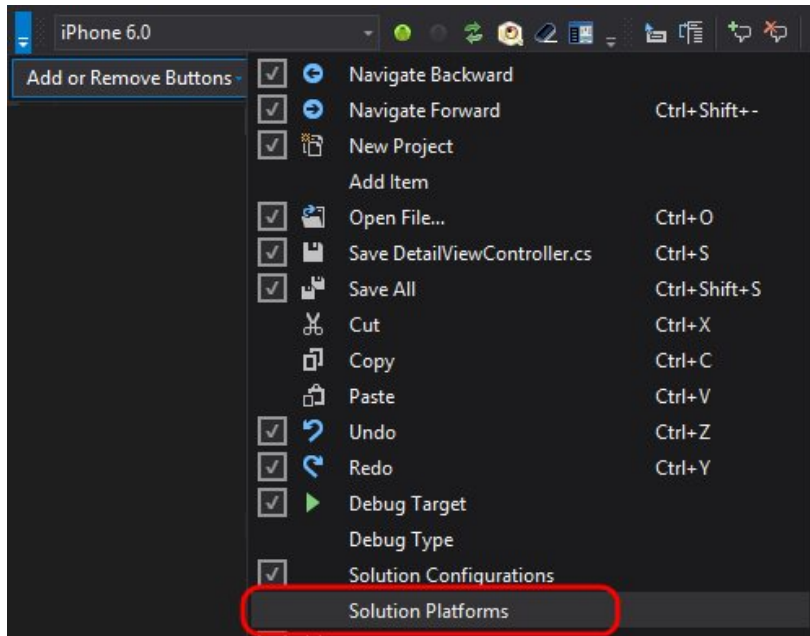 iPhone 6.0
Add or Remove Buttons
Navigate Backward
Navigate Forward Ctrl+Shift+-
New Project
Add Item
Open File... Ctrl+O
Save DetailViewController.cs Ctrl+S
Save All Ctrl+Shift+S
Cut Ctrl+X
Copy Ctrl+C
Paste Ctrl+V
Undo Ctrl+Z
Redo Ctrl+Y
Debug Target
Debug Type
Solution Configurations
Solution Platforms